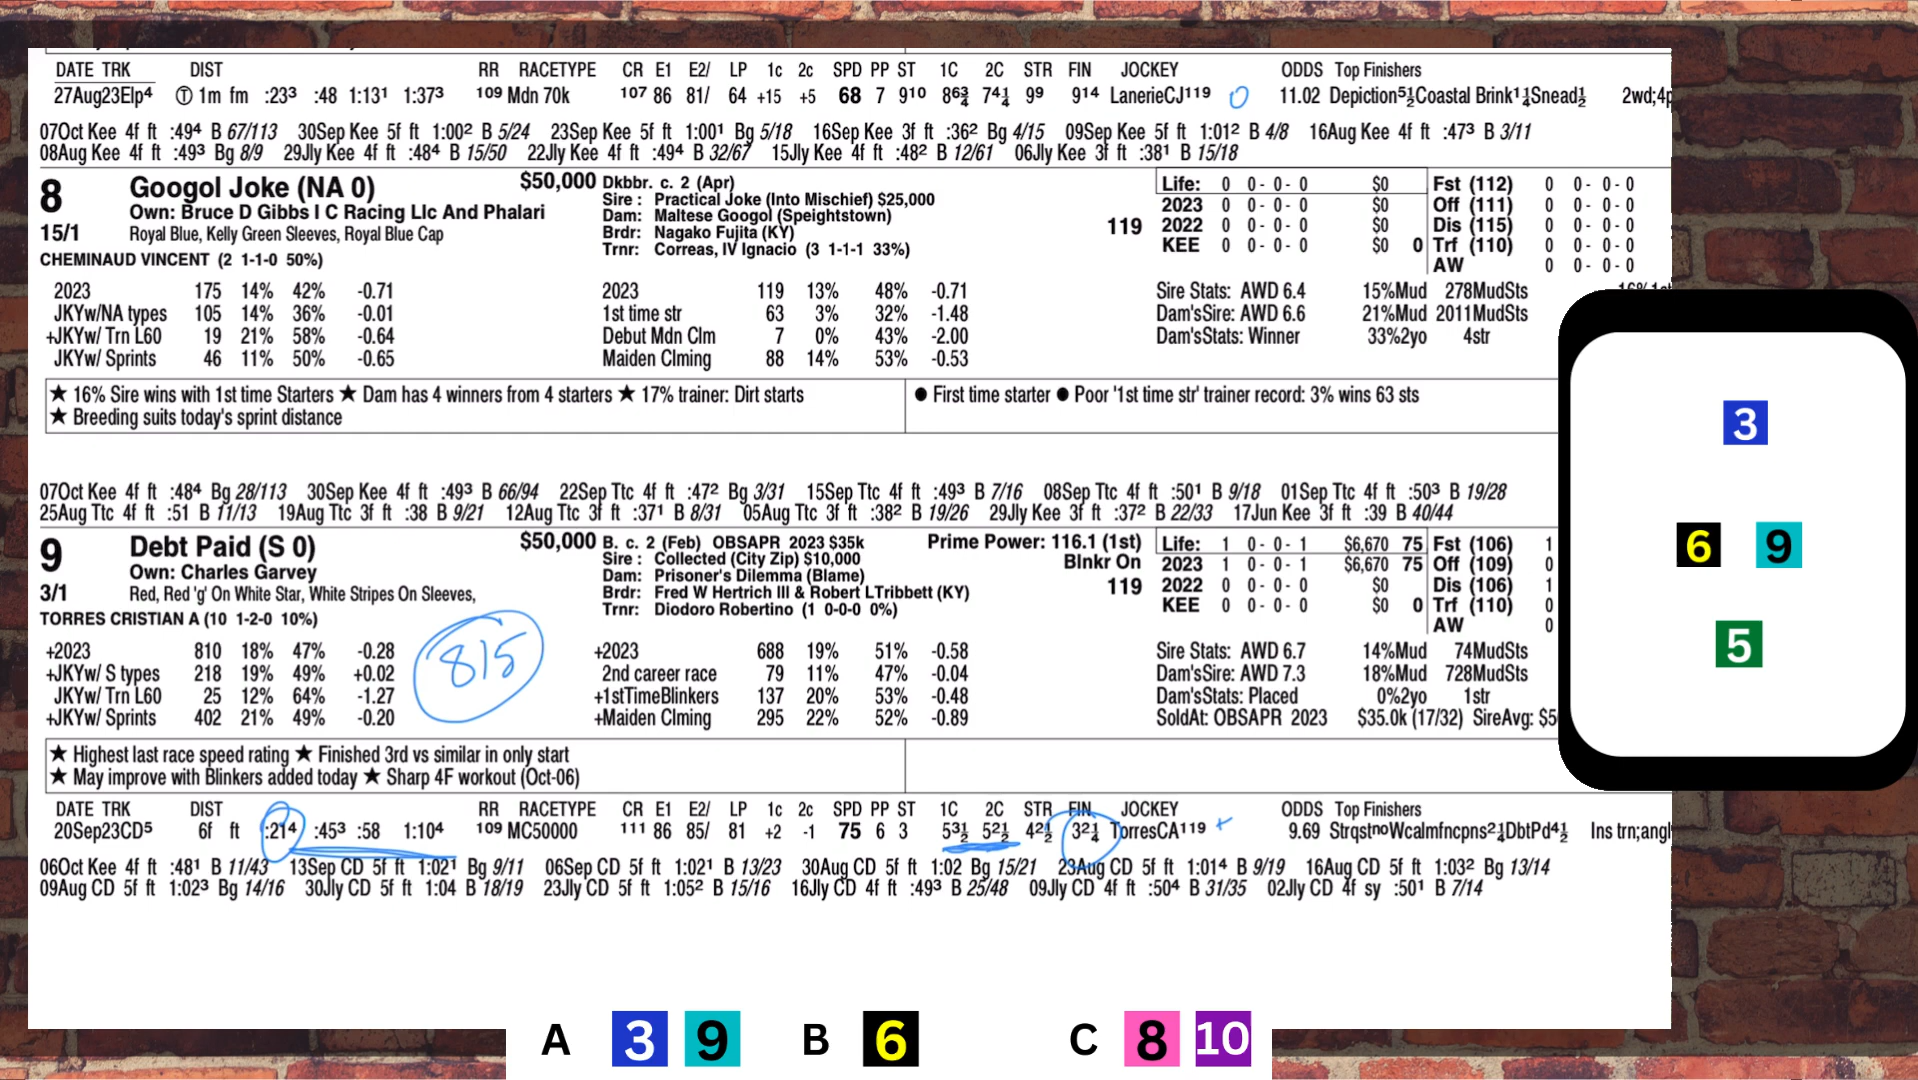 DATE TRK DIST RR RACETYPE CR E1 E2/ LP 1c 2c SPD PP ST 1C 2C STR FIN JOCKEY ODDS Top Finishers
27Aug23Elp⁴ Ⓣ 1m fm :23³ :48 1:13¹ 1:37³ 109 Mdn 70k 107 86 81/ 64 +15 +5 68 7 9¹⁰ 8⁶¾ 7⁴¼ 9⁹ 9¹⁴ LanerieCJ¹¹⁹ 11.02 Depiction⁵½Coastal Brink¹¼Snead½ 2wd;4p
07Oct Kee 4f ft :49⁴ B 67/113 30Sep Kee 5f ft 1:00² B 5/24 23Sep Kee 5f ft 1:00¹ Bg 5/18 16Sep Kee 3f ft :36² Bg 4/15 09Sep Kee 5f ft 1:01² B 4/8 16Aug Kee 4f ft :47³ B 3/11
08Aug Kee 4f ft :49³ Bg 8/9 29Jly Kee 4f ft :48⁴ B 15/50 22Jly Kee 4f ft :49⁴ B 32/67 15Jly Kee 4f ft :48² B 12/61 06Jly Kee 3f ft :38¹ B 15/18
8 Googol Joke (NA 0) $50,000 Dkbbr. c. 2 (Apr) Life: 0 0 - 0 - 0 $0 Fst (112) 0 0 - 0 - 0
Own: Bruce D Gibbs I C Racing Llc And Phalari Sire : Practical Joke (Into Mischief) $25,000 2023 0 0 - 0 - 0 $0 Off (111) 0 0 - 0 - 0
15/1 Royal Blue, Kelly Green Sleeves, Royal Blue Cap Dam: Maltese Googol (Speightstown) 119 2022 0 0 - 0 - 0 $0 Dis (115) 0 0 - 0 - 0
Brdr: Nagako Fujita (KY) KEE 0 0 - 0 - 0 $0 0 Trf (110) 0 0 - 0 - 0
CHEMINAUD VINCENT (2 1-1-0 50%) Trnr: Correas, IV Ignacio (3 1-1-1 33%) AW 0 0 - 0 - 0
2023 175 14% 42% -0.71 2023 119 13% 48% -0.71 Sire Stats: AWD 6.4 15%Mud 278MudSts 16%1st
JKYw/NA types 105 14% 36% -0.01 1st time str 63 3% 32% -1.48 Dam'sSire: AWD 6.6 21%Mud 2011MudSts
+JKYw/ Trn L60 19 21% 58% -0.64 Debut Mdn Clm 7 0% 43% -2.00 Dam'sStats: Winner 33%2yo 4str
JKYw/ Sprints 46 11% 50% -0.65 Maiden Clming 88 14% 53% -0.53
★ 16% Sire wins with 1st time Starters ★ Dam has 4 winners from 4 starters ★ 17% trainer: Dirt starts ● First time starter ● Poor '1st time str' trainer record: 3% wins 63 sts
★ Breeding suits today's sprint distance
07Oct Kee 4f ft :48⁴ Bg 28/113 30Sep Kee 4f ft :49³ B 66/94 22Sep Ttc 4f ft :47² Bg 3/31 15Sep Ttc 4f ft :49³ B 7/16 08Sep Ttc 4f ft :50¹ B 9/18 01Sep Ttc 4f ft :50³ B 19/28
25Aug Ttc 4f ft :51 B 11/13 19Aug Ttc 3f ft :38 B 9/21 12Aug Ttc 3f ft :37¹ B 8/31 05Aug Ttc 3f ft :38² B 19/26 29Jly Kee 3f ft :37² B 22/33 17Jun Kee 3f ft :39 B 40/44
9 Debt Paid (S 0) $50,000 B. c. 2 (Feb) OBSAPR 2023 $35k Prime Power: 116.1 (1st) Life: 1 0 - 0 - 1 $6,670 75 Fst (106) 1
Own: Charles Garvey Sire : Collected (City Zip) $10,000 Blnkr On 2023 1 0 - 0 - 1 $6,670 75 Off (109) 0
3/1 Red, Red 'g' On White Star, White Stripes On Sleeves, Dam: Prisoner's Dilemma (Blame) 119 2022 0 0 - 0 - 0 $0 Dis (106) 1
Brdr: Fred W Hertrich III & Robert LTribbett (KY) KEE 0 0 - 0 - 0 $0 0 Trf (110) 0
TORRES CRISTIAN A (10 1-2-0 10%) Trnr: Diodoro Robertino (1 0-0-0 0%) AW 0
+2023 810 18% 47% -0.28 +2023 688 19% 51% -0.58 Sire Stats: AWD 6.7 14%Mud 74MudSts
+JKYw/ S types 218 19% 49% +0.02 2nd career race 79 11% 47% -0.04 Dam'sSire: AWD 7.3 18%Mud 728MudSts
JKYw/ Trn L60 25 12% 64% -1.27 +1stTimeBlinkers 137 20% 53% -0.48 Dam'sStats: Placed 0%2yo 1str
+JKYw/ Sprints 402 21% 49% -0.20 +Maiden Clming 295 22% 52% -0.89 SoldAt: OBSAPR 2023 $35.0k (17/32) SireAvg: $5
815
★ Highest last race speed rating ★ Finished 3rd vs similar in only start
★ May improve with Blinkers added today ★ Sharp 4F workout (Oct-06)
DATE TRK DIST RR RACETYPE CR E1 E2/ LP 1c 2c SPD PP ST 1C 2C STR FIN JOCKEY ODDS Top Finishers
20Sep23CD⁵ 6f ft :21⁴ :45³ :58 1:10⁴ 109 MC50000 111 86 85/ 81 +2 -1 75 6 3 5³½ 5²½ 4²½ 3²¼ TorresCA¹¹⁹ + 9.69 StrqstⁿᵒWcalmfncpns²¼DbtPd⁴½ Ins trn;angl
06Oct Kee 4f ft :48¹ B 11/43 13Sep CD 5f ft 1:02¹ Bg 9/11 06Sep CD 5f ft 1:02¹ B 13/23 30Aug CD 5f ft 1:02 Bg 15/21 23Aug CD 5f ft 1:01⁴ B 9/19 16Aug CD 5f ft 1:03² Bg 13/14
09Aug CD 5f ft 1:02³ Bg 14/16 30Jly CD 5f ft 1:04 B 18/19 23Jly CD 5f ft 1:05² B 15/16 16Jly CD 4f ft :49³ B 25/48 09Jly CD 4f ft :50⁴ B 31/35 02Jly CD 4f sy :50¹ B 7/14
3
6 9
5
A 3 9 B 6 C 8 10